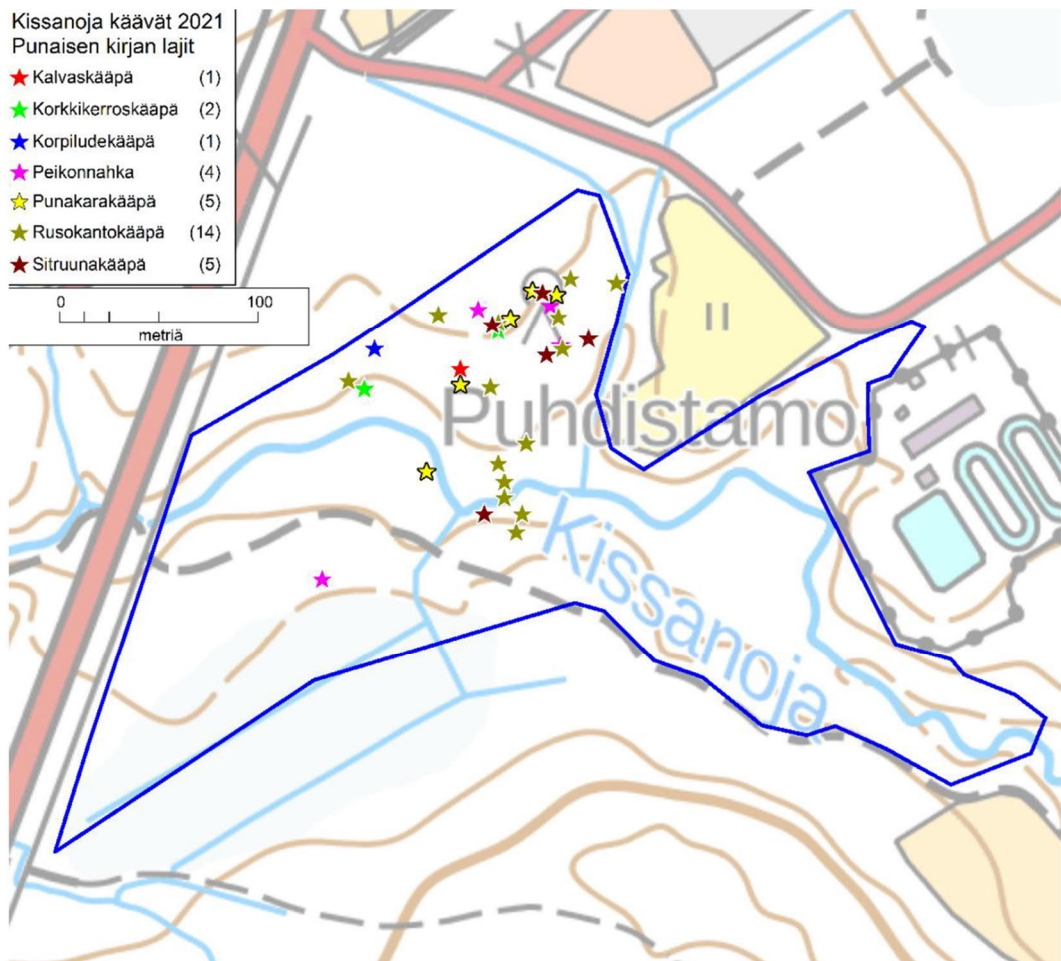 Kissanoja käävät 2021
Punaisen kirjan lajit
Kalvaskääpä (1)
Korkkikerroskääpä (2)
Korpiludekääpä (1)
Peikonnahka (4)
Punakarakääpä (5)
Rusokantokääpä (14)
Sitruunakääpä (5)
0 100
metriä
II
Puhdistamo
Kissanoja